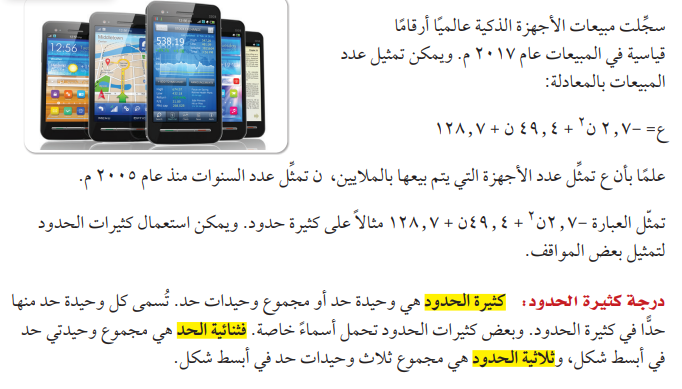 سجِّلت مبيعات الأجهزة الذكية عالميًا أرقامًا
قياسية في المبيعات عام ٢٠١٧ م. ويمكن تمثيل عدد
المبيعات بالمعادلة:
ع= –٢,٧ ن٢ + ٤٩,٤ ن + ١٢٨,٧
علمًا بأن ع تمثِّل عدد الأجهزة التي يتم بيعها بالملايين، ن تمثِّل عدد السنوات منذ عام ٢٠٠٥ م.
تمثّل العبارة –٢,٧ن٢ + ٤٩,٤ن + ١٢٨,٧ مثالاً على كثيرة حدود. ويمكن استعمال كثيرات الحدود
لتمثيل بعض المواقف.
درجة كثيرة الحدود: كثيرة الحدود هي وحيدة حد أو مجموع وحيدات حد. تُسمى كل وحيدة حد منها
حدًّا في كثيرة الحدود. وبعض كثيرات الحدود تحمل أسماءً خاصة. فثنائية الحد هي مجموع وحيدتي حد
في أبسط شكل، وثلاثية الحدود هي مجموع ثلاث وحيدات حد في أبسط شكل.
12:56
538.19